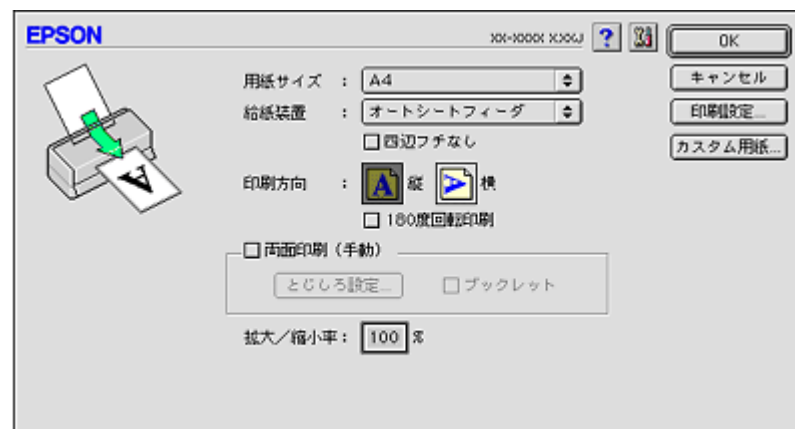 EPSON
XX-XXXX X.XXJ
?
OK
用紙サイズ : A4
キャンセル
給紙装置 : オートシートフィーダ
印刷設定...
四辺フチなし
カスタム用紙...
印刷方向 : 縦 横
180度回転印刷
両面印刷 (手動)
とじしろ設定...
ブックレット
拡大／縮小率: 100 %